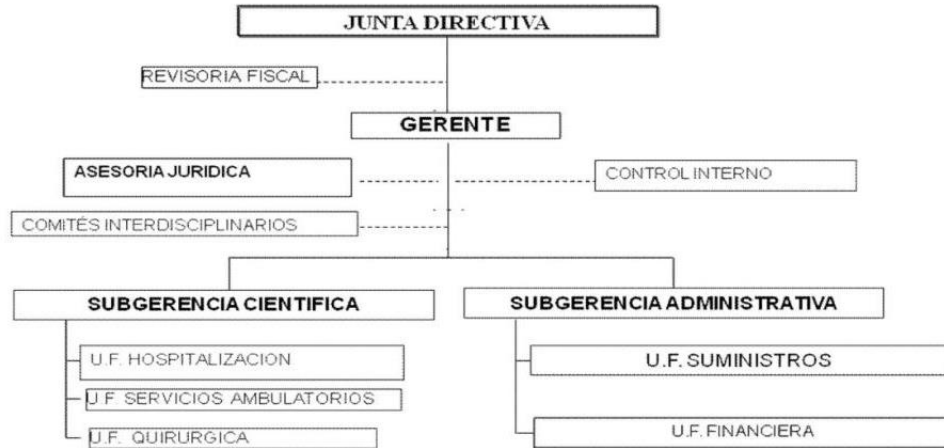 JUNTA DIRECTIVA
REVISORIA FISCAL
GERENTE
ASESORIA JURIDICA
CONTROL INTERNO
COMITÉS INTERDISCIPLINARIOS
SUBGERENCIA CIENTIFICA
SUBGERENCIA ADMINISTRATIVA
U.F. HOSPITALIZACION
U.F. SUMINISTROS
U.F. SERVICIOS AMBULATORIOS
U.F. QUIRURGICA
U.F. FINANCIERA